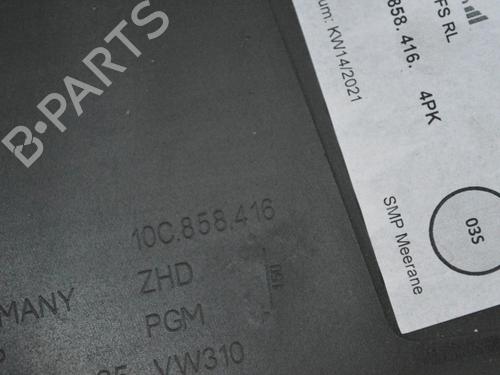 B-PARTS
FS RL
um: KW14/2021
858. 416. 4PK
SMP Meerane
03S
10C.858.416
ZHD
150
MANY
PGM
VW310